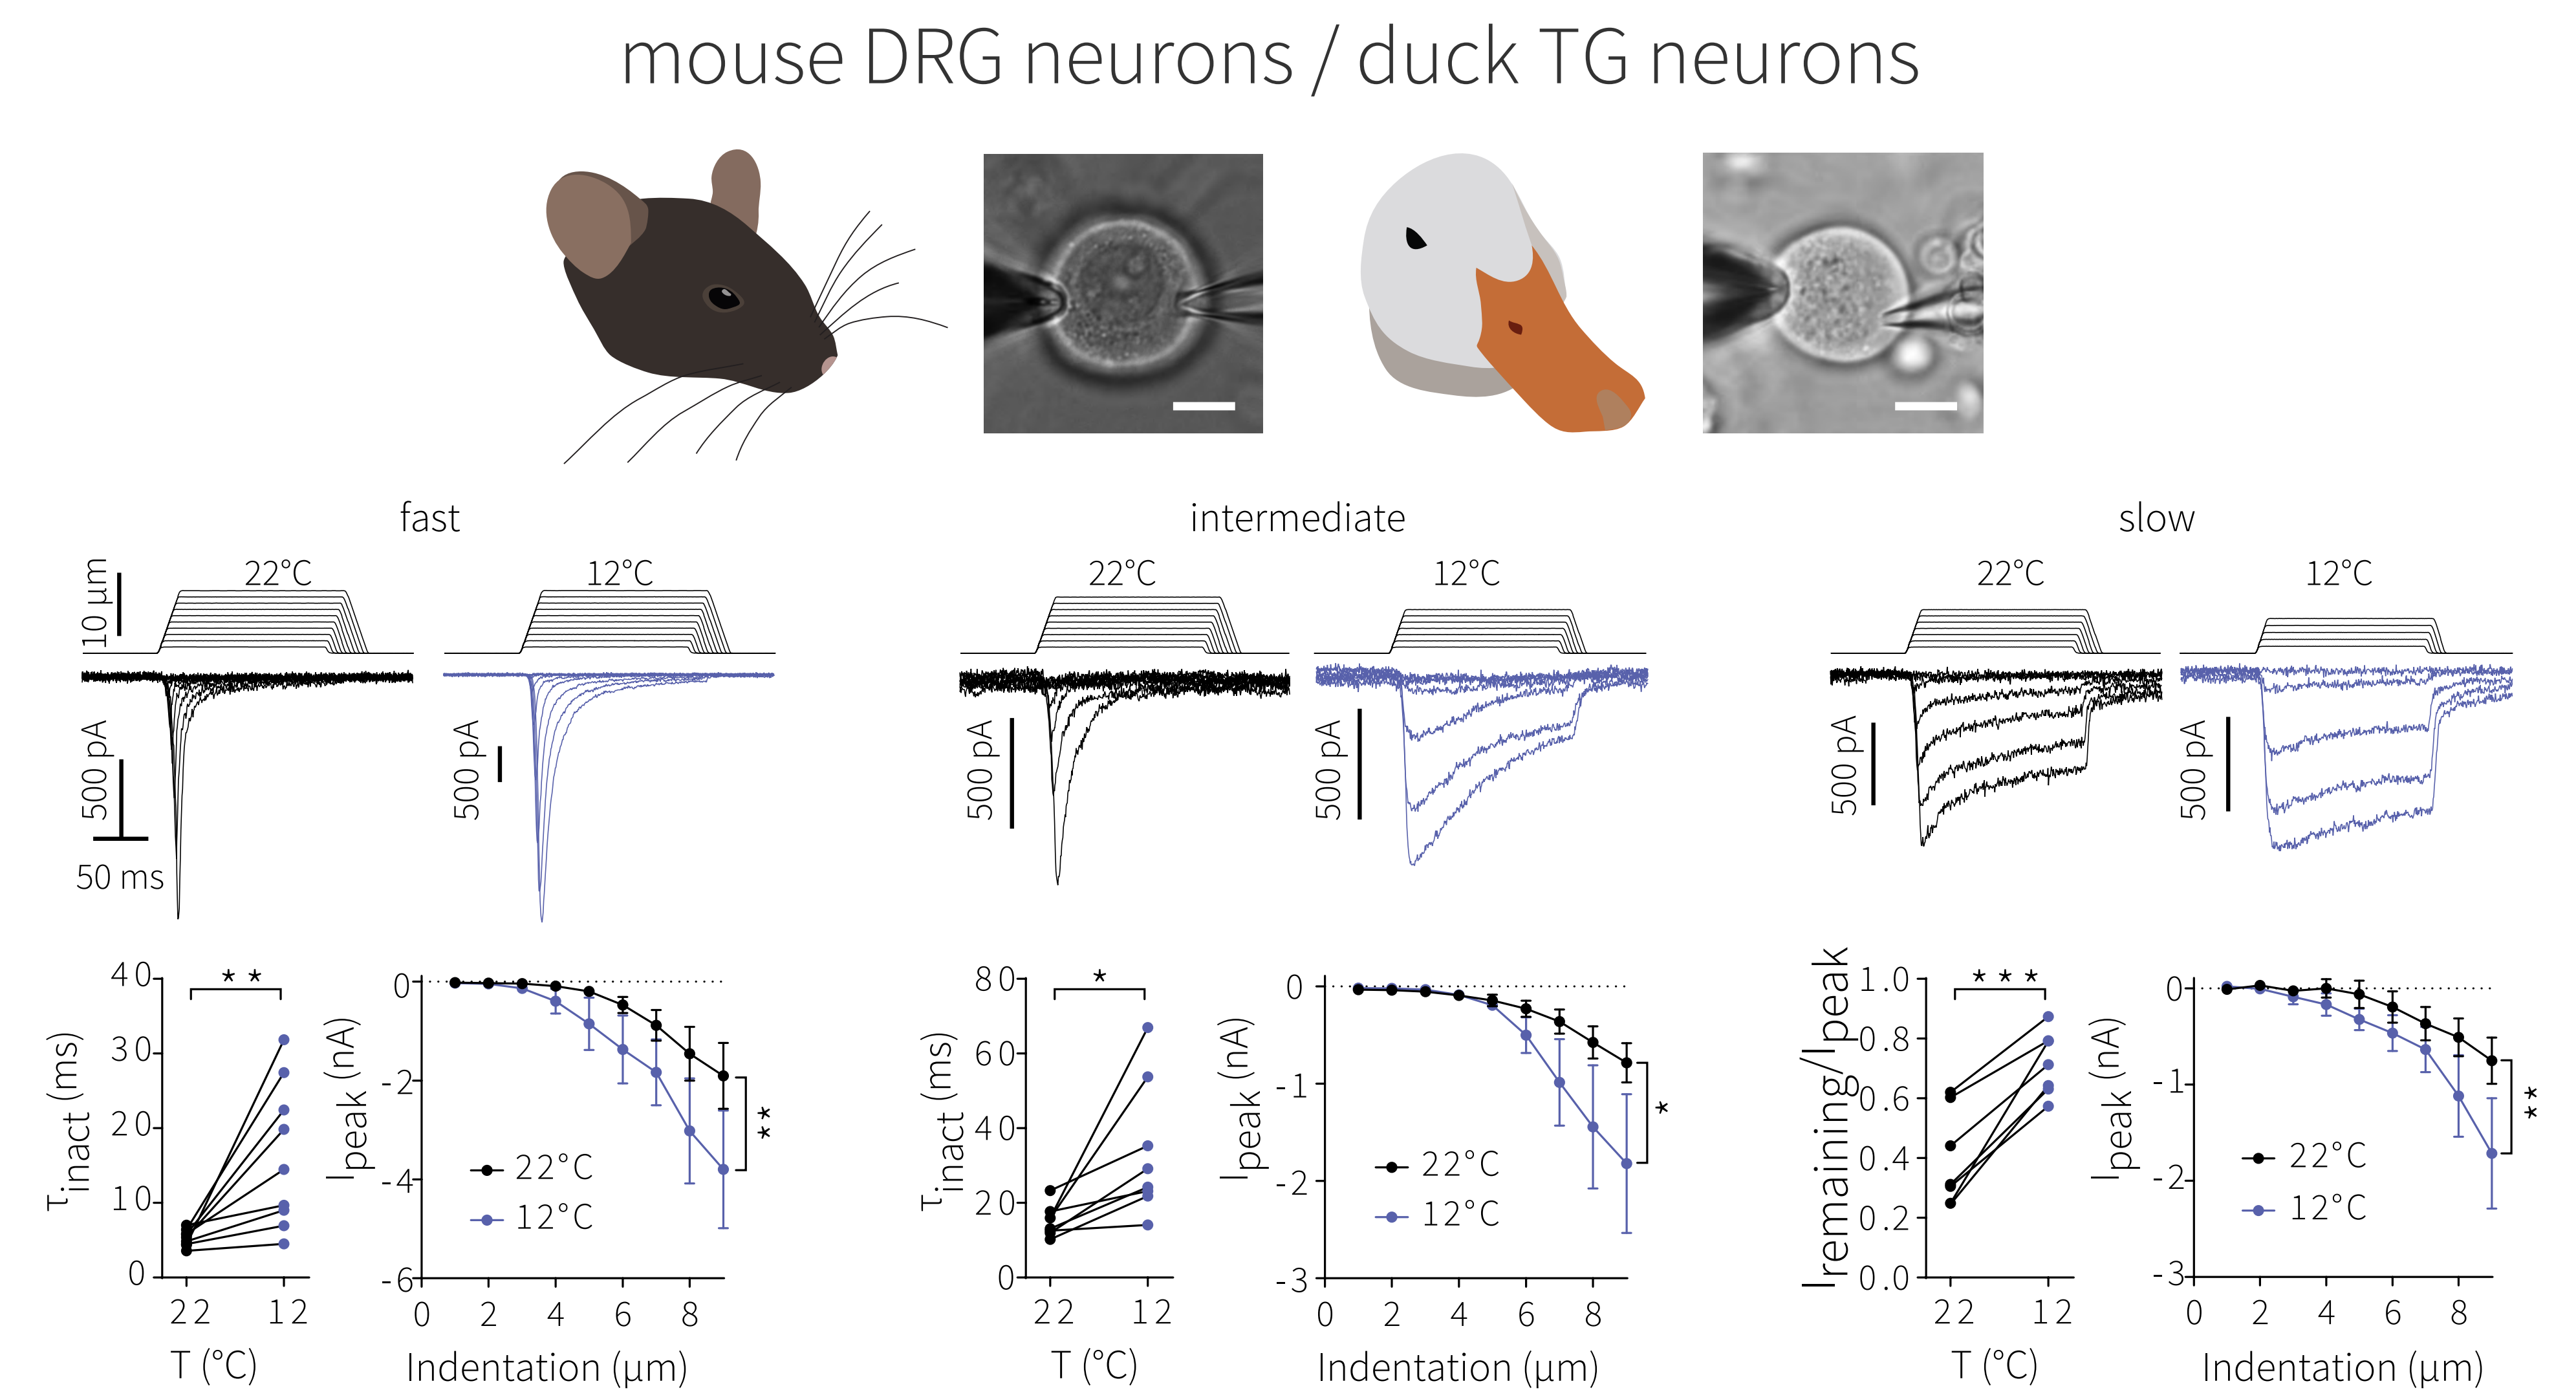 mouse DRG neurons / duck TG neurons
fast
intermediate
slow
22°C
12°C
22°C
12°C
22°C
12°C
10 μm
500 pA
50 ms
500 pA
500 pA
500 pA
500 pA
500 pA
τinact (ms)
40
30
20
10
0
**
22
12
T (°C)
Ipeak (nA)
0
-2
-4
-6
22°C
12°C
**
0
2
4
6
8
Indentation (μm)
τinact (ms)
80
60
40
20
0
*
22
12
T (°C)
Ipeak (nA)
0
-1
-2
-3
22°C
12°C
*
0
2
4
6
8
Indentation (μm)
Iremaining/Ipeak
1.0
0.8
0.6
0.4
0.2
0.0
***
22
12
T (°C)
Ipeak (nA)
0
-1
-2
-3
22°C
12°C
**
0
2
4
6
8
Indentation (μm)